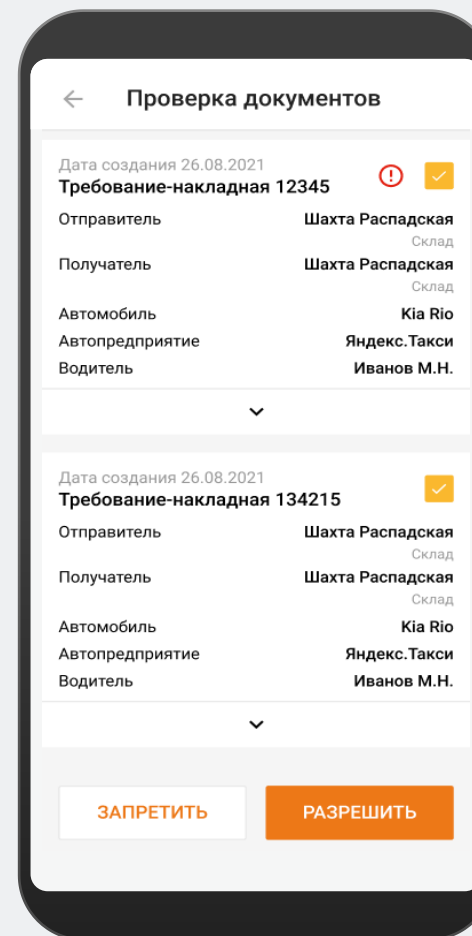 Проверка документов
Дата создания 26.08.2021
Требование-накладная 12345
Отправитель Шахта Распадская
Склад
Получатель Шахта Распадская
Склад
Автомобиль Kia Rio
Автопредприятие Яндекс.Такси
Водитель Иванов М.Н.
Дата создания 26.08.2021
Требование-накладная 134215
Отправитель Шахта Распадская
Склад
Получатель Шахта Распадская
Склад
Автомобиль Kia Rio
Автопредприятие Яндекс.Такси
Водитель Иванов М.Н.
ЗАПРЕТИТЬ РАЗРЕШИТЬ